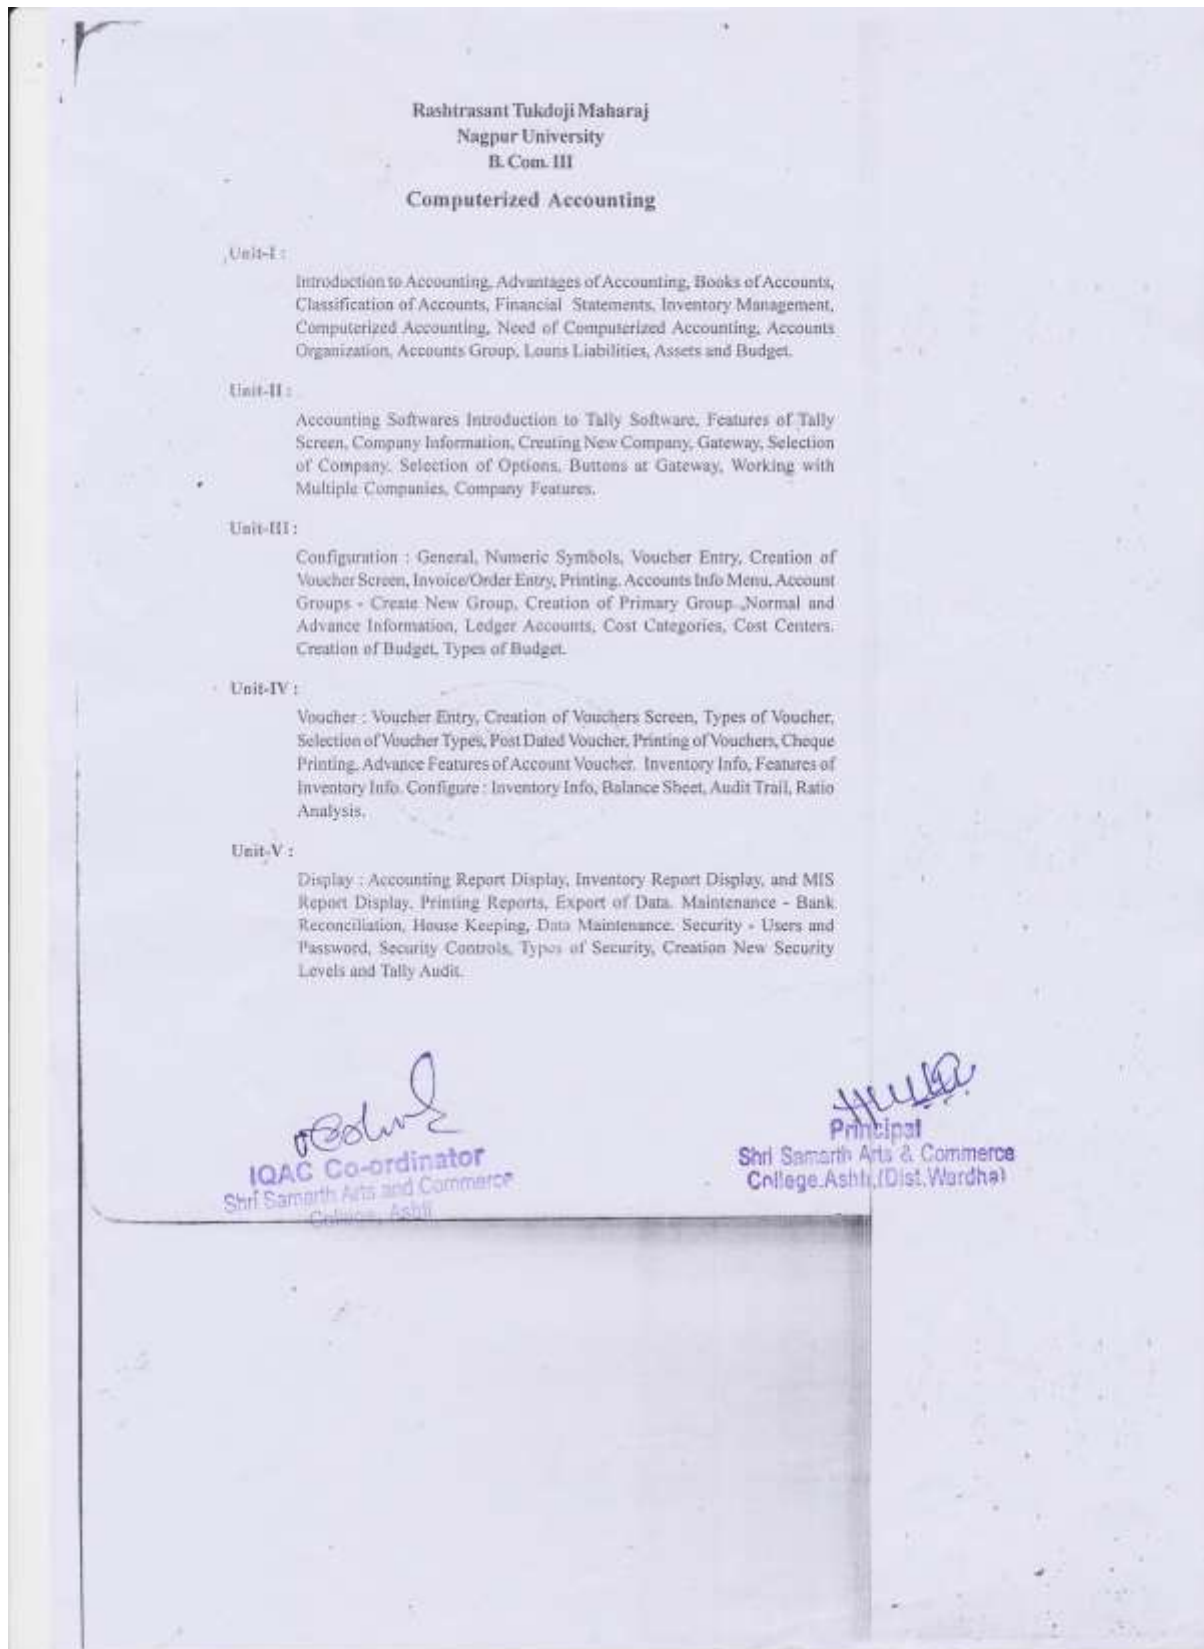 Rashtrasant Tukdoji Maharaj
Nagpur University
B. Com. III
Computerized Accounting
Unit-I :
Introduction to Accounting, Advantages of Accounting, Books of Accounts,
Classification of Accounts, Financial Statements, Inventory Management,
Computerized Accounting, Need of Computerized Accounting, Accounts
Organization, Accounts Group, Loans Liabilities, Assets and Budget.
Unit-II :
Accounting Softwares Introduction to Tally Software, Features of Tally
Screen, Company Information, Creating New Company, Gateway, Selection
of Company. Selection of Options, Buttons at Gateway, Working with
Multiple Companies, Company Features.
Unit-III :
Configuration : General, Numeric Symbols, Voucher Entry, Creation of
Voucher Screen, Invoice/Order Entry, Printing. Accounts Info Menu, Account
Groups - Create New Group, Creation of Primary Group. Normal and
Advance Information, Ledger Accounts, Cost Categories, Cost Centers.
Creation of Budget, Types of Budget.
Unit-IV :
Voucher : Voucher Entry, Creation of Vouchers Screen, Types of Voucher,
Selection of Voucher Types, Post Dated Voucher, Printing of Vouchers, Cheque
Printing, Advance Features of Account Voucher. Inventory Info, Features of
Inventory Info. Configure : Inventory Info, Balance Sheet, Audit Trail, Ratio
Analysis.
Unit-V :
Display : Accounting Report Display, Inventory Report Display, and MIS
Report Display, Printing Reports, Export of Data. Maintenance - Bank
Reconciliation, House Keeping, Data Maintenance. Security - Users and
Password, Security Controls, Types of Security, Creation New Security
Levels and Tally Audit.
IQAC Co-ordinator
Shri Samarth Arts and Commerce
College, Ashti
Principal
Shri Samarth Arts & Commerce
College.Ashti,(Dist.Wardha)